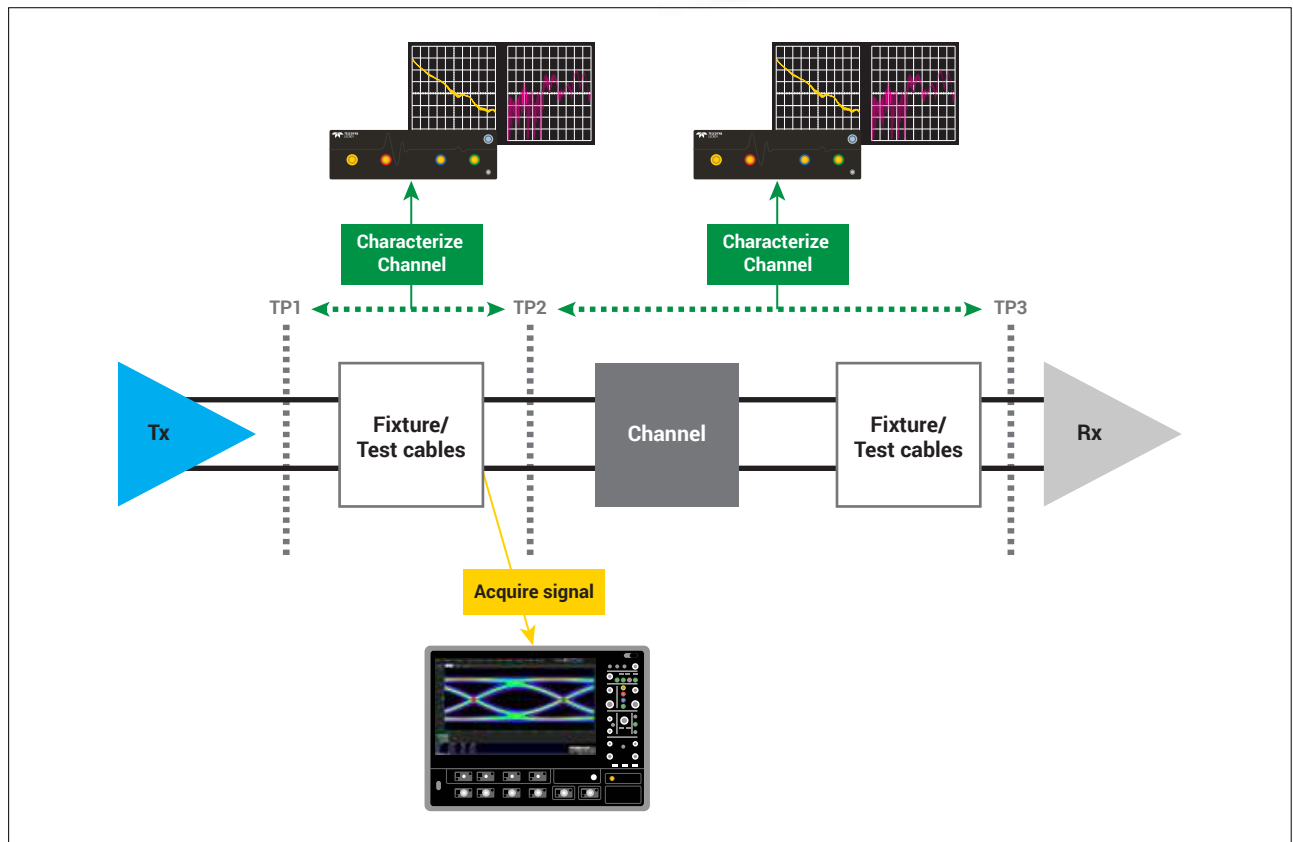 Characterize
Channel
Characterize
Channel
TP1
TP2
TP3
Tx
Fixture/
Test cables
Channel
Fixture/
Test cables
Rx
Acquire signal